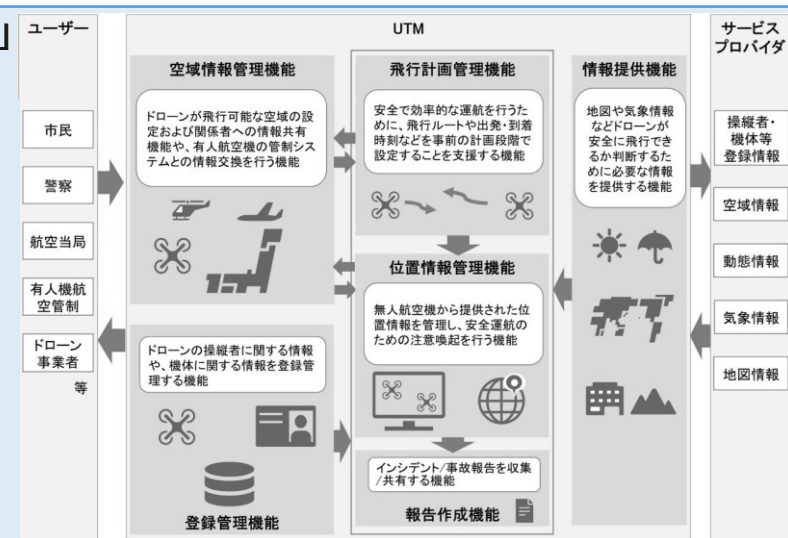 」
ユーザー
市民
警察
航空当局
有人機航
空管制
ドローン
事業者
等
UTM
空域情報管理機能
ドローンが飛行可能な空域の設
定および関係者への情報共有
機能や、有人航空機の管制シス
テムとの情報交換を行う機能
飛行計画管理機能
安全で効率的な運航を行うた
めに、飛行ルートや出発・到着
時刻などを事前の計画段階で
設定することを支援する機能
位置情報管理機能
無人航空機から提供された位
置情報を管理し、安全運航の
ための注意喚起を行う機能
ドローンの操縦者に関する情報
や、機体に関する情報を登録管
理する機能
登録管理機能
インシデント/事故報告を収集
/共有する機能
報告作成機能
情報提供機能
地図や気象情報
などドローンが
安全に飛行でき
るか判断するた
めに必要な情報
を提供する機能
サービス
プロバイダ
操縦者・
機体等
登録情報
空域情報
動態情報
気象情報
地図情報